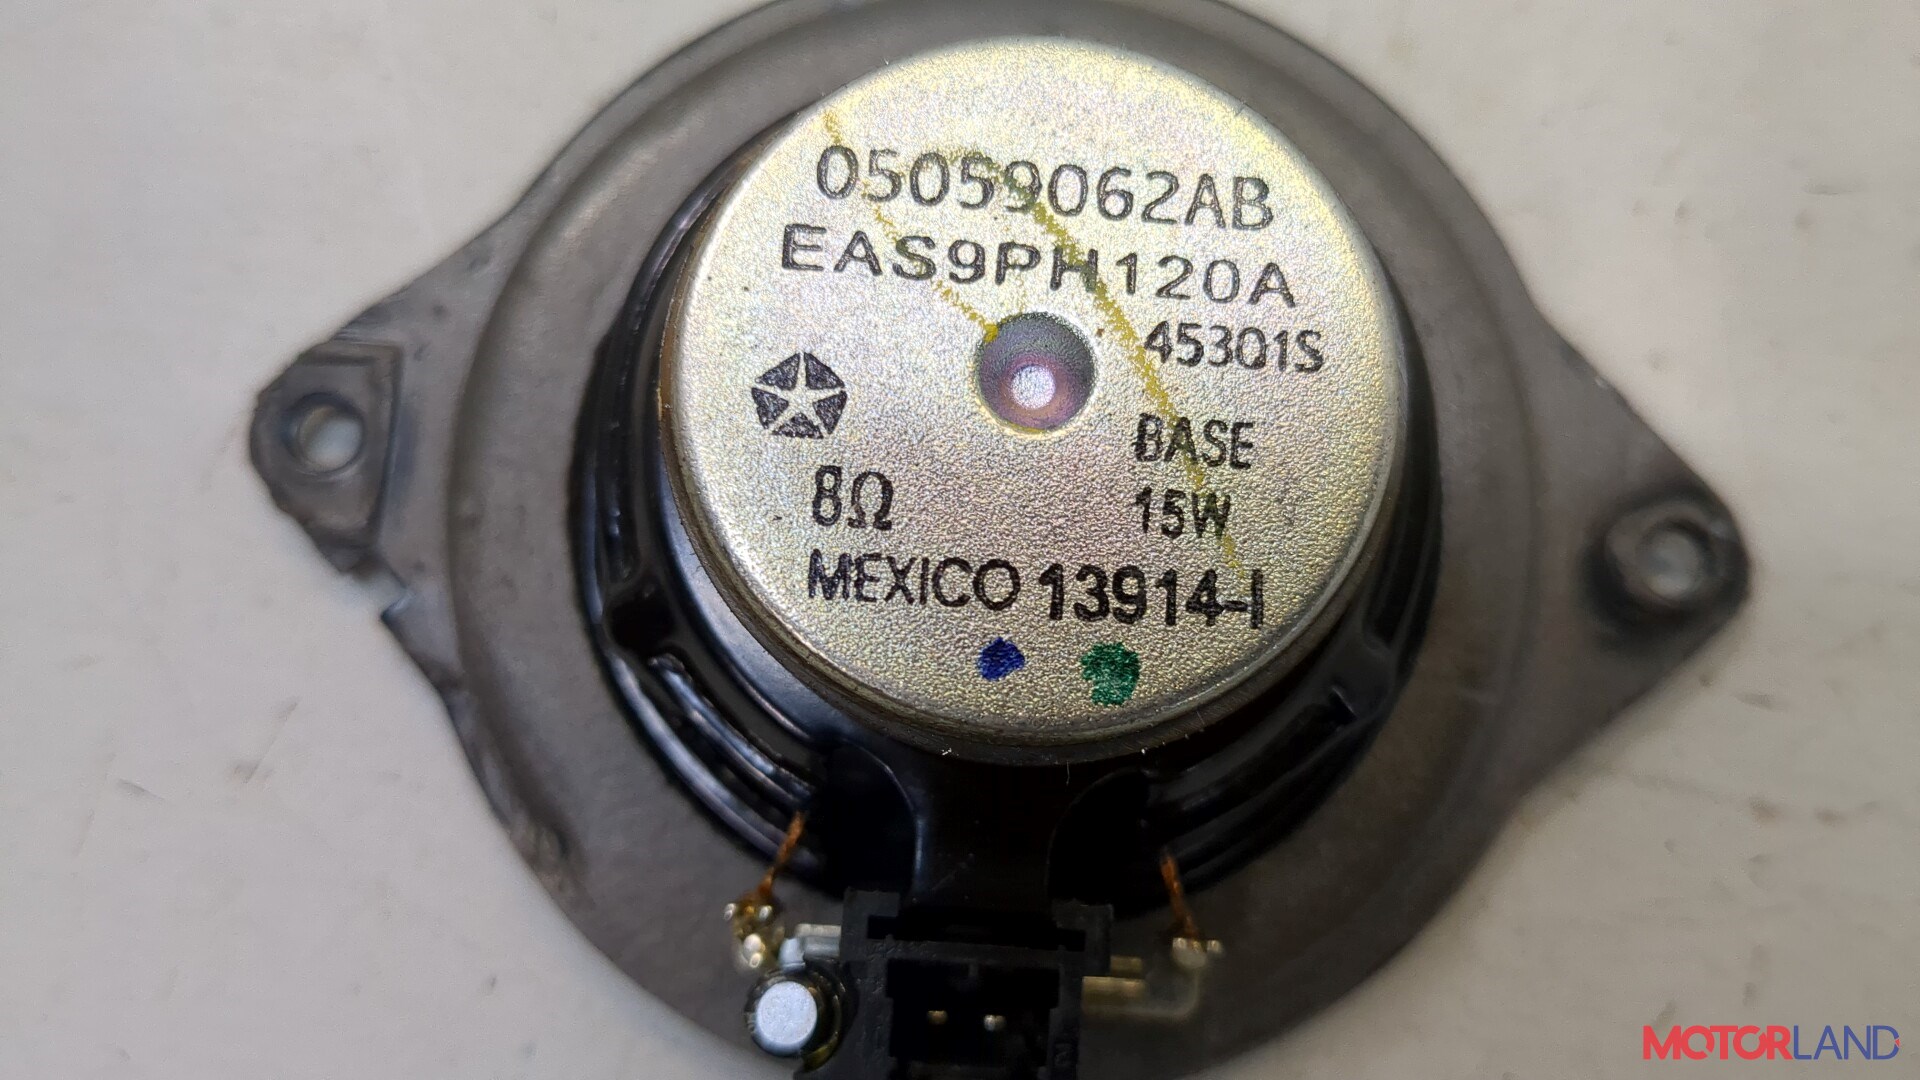 05059062AB
EAS9PH120A
45301S
BASE
8Ω
15W
MEXICO 13914-I
MOTORLAND